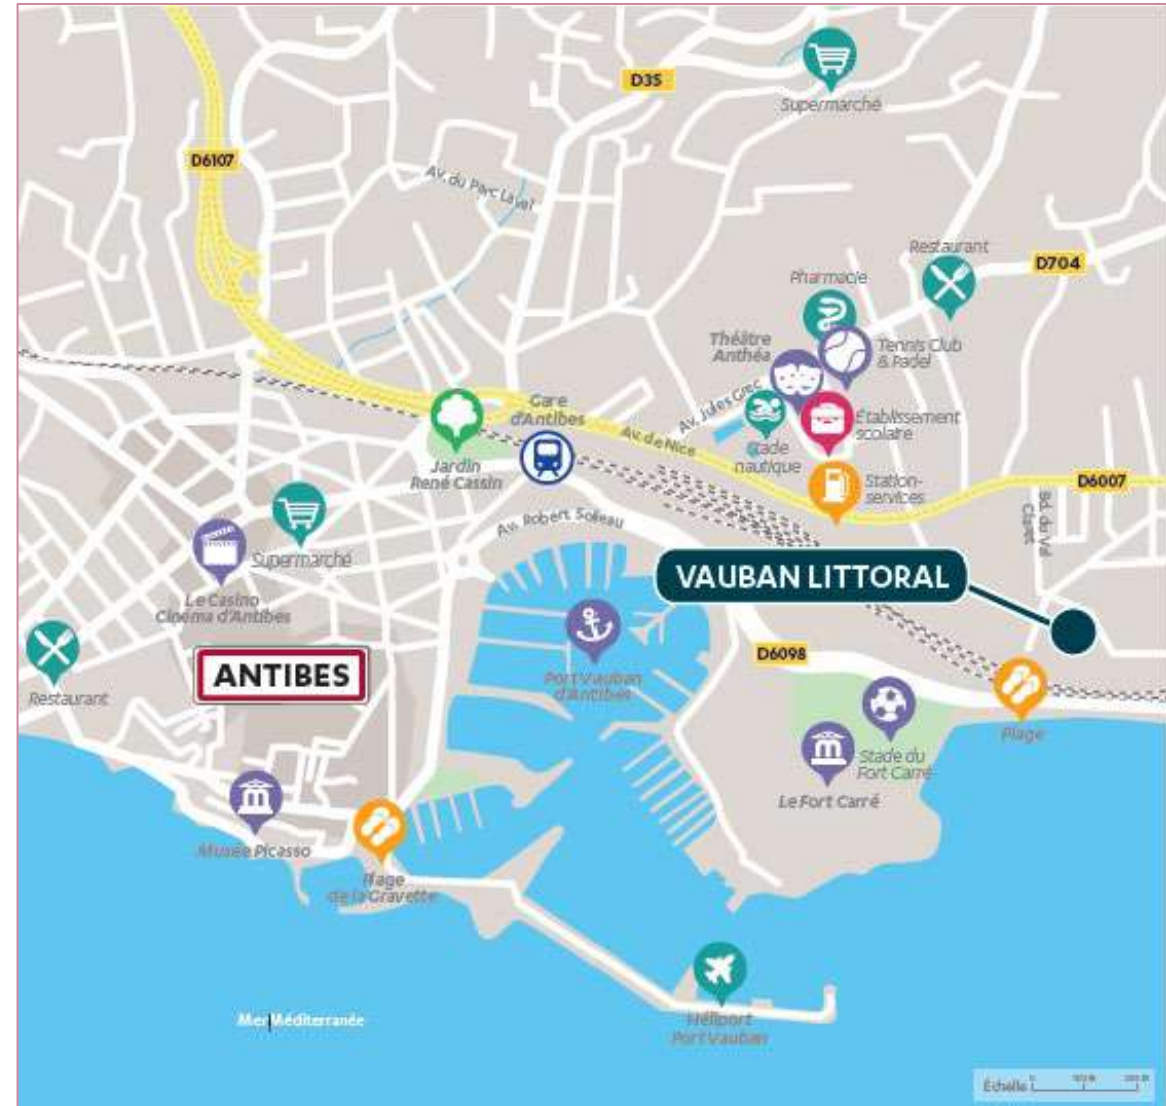 D35
Supermarché
D6107
Av. du Parc Laval
Restaurant
D704
Pharmacie
Théâtre
Anthéa
Tennis Club
& Padel
Av. Jules Grec
Gare
d'Antibes
Établissement
scolaire
Av. de Nice
Stade
nautique
Jardin
René Cassin
Station-
services
D6007
Bd. du Val
Claret
Av. Robert Soleau
Supermarché
VAUBAN LITTORAL
Le Casino
Cinéma d'Antibes
D6098
ANTIBES
Port Vauban
d'Antibes
Restaurant
Plage
Stade du
Fort Carré
Le Fort Carré
Musée Picasso
Plage
de la Gravette
Mer Méditerranée
Héliport
Port Vauban
Échelle
0